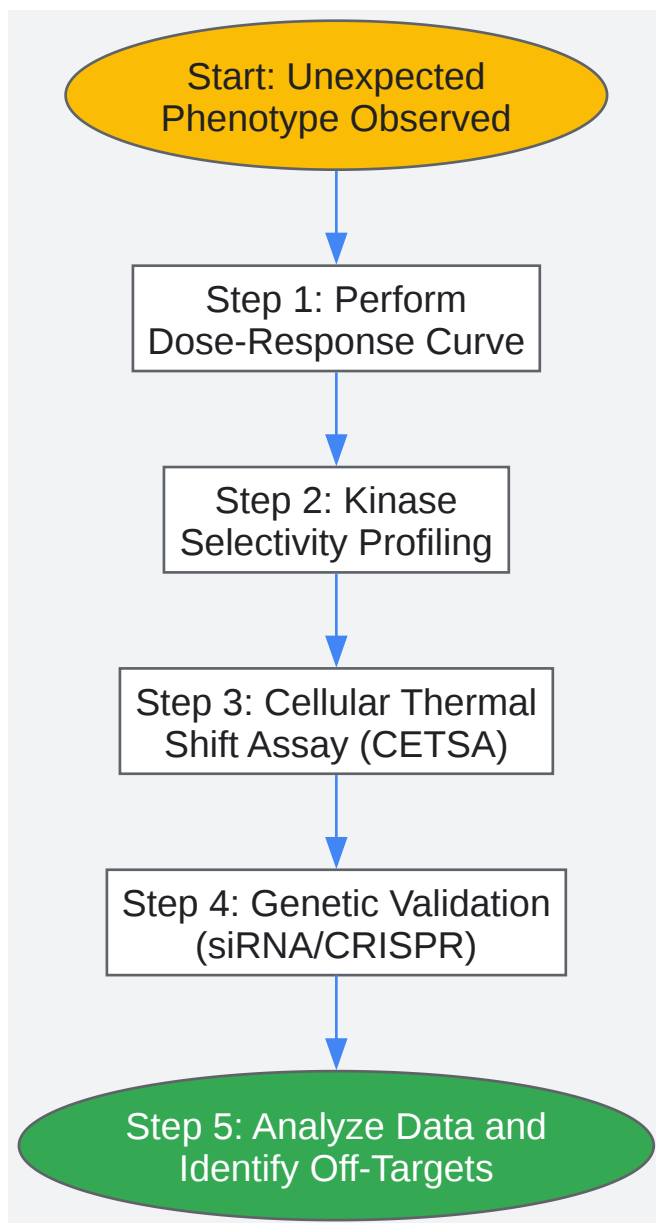 Start: Unexpected
Phenotype Observed
Step 1: Perform
Dose-Response Curve
Step 2: Kinase
Selectivity Profiling
Step 3: Cellular Thermal
Shift Assay (CETSA)
Step 4: Genetic Validation
(siRNA/CRISPR)
Step 5: Analyze Data and
Identify Off-Targets